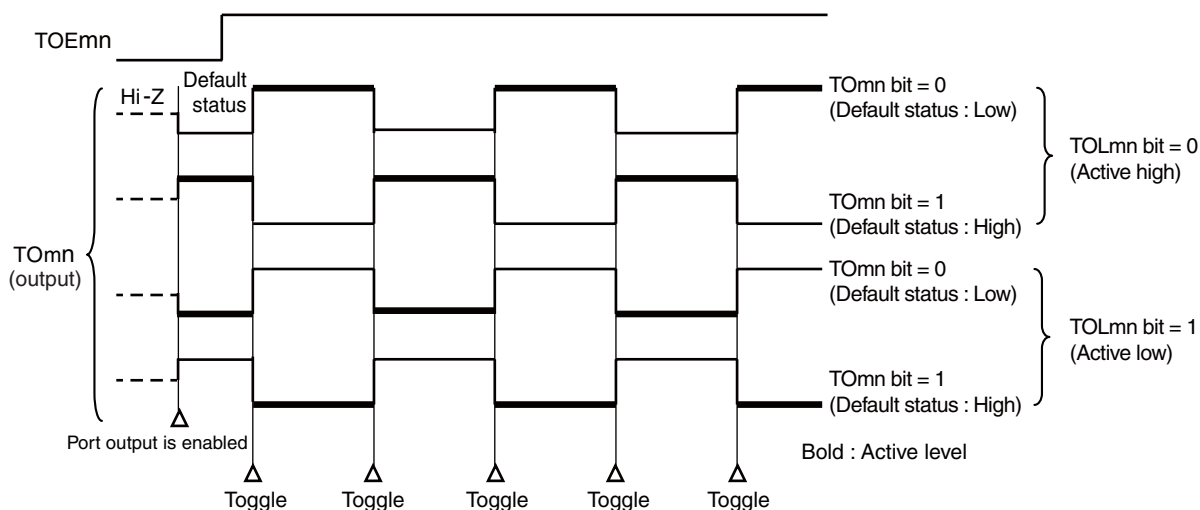 TOEmn
Hi-Z
Default
status
TOmn bit = 0
(Default status : Low)
TOLmn bit = 0
(Active high)
TOmn bit = 1
(Default status : High)
TOmn
(output)
TOmn bit = 0
(Default status : Low)
TOLmn bit = 1
(Active low)
TOmn bit = 1
(Default status : High)
Port output is enabled
Bold : Active level
Toggle Toggle Toggle Toggle Toggle